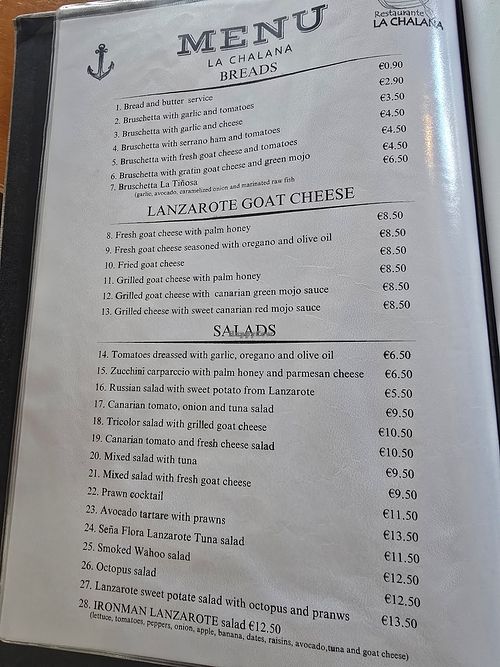 Restaurante
LA CHALANA
MENU
LA CHALANA
BREADS
1. Bread and butter service €0.90
2. Bruschetta with garlic and tomatoes €2.90
3. Bruschetta with garlic and cheese €3.50
4. Bruschetta with serrano ham and tomatoes €4.50
5. Bruschetta with fresh goat cheese and tomatoes €4.50
6. Bruschetta with gratin goat cheese and green mojo €4.50
7. Bruschetta La Tiñosa €6.50
(garlic, avocado, caramelized onion and marinated raw fish
LANZAROTE GOAT CHEESE
8. Fresh goat cheese with palm honey €8.50
9. Fresh goat cheese seasoned with oregano and olive oil €8.50
10. Fried goat cheese €8.50
11. Grilled goat cheese with palm honey €8.50
12. Grilled goat cheese with canarian green mojo sauce €8.50
13. Grilled cheese with sweet canarian red mojo sauce €8.50
SALADS
14. Tomatoes dreassed with garlic, oregano and olive oil €6.50
15. Zucchini carparccio with palm honey and parmesan cheese €6.50
16. Russian salad with sweet potato from Lanzarote €5.50
17. Canarian tomato, onion and tuna salad €9.50
18. Tricolor salad with grilled goat cheese €10.50
19. Canarian tomato and fresh cheese salad €10.50
20. Mixed salad with tuna €9.50
21. Mixed salad with fresh goat cheese €9.50
22. Prawn cocktail €11.50
23. Avocado tartare with prawns €13.50
24. Seña Flora Lanzarote Tuna salad €11.50
25. Smoked Wahoo salad €12.50
26. Octopus salad €12.50
27. Lanzarote sweet potato salad with octopus and pranws €13.50
28. IRONMAN LANZAROTE salad €12.50
(lettuce, tomatoes, peppers, onion, apple, banana, dates, raisins, avocado, tuna and goat cheese)